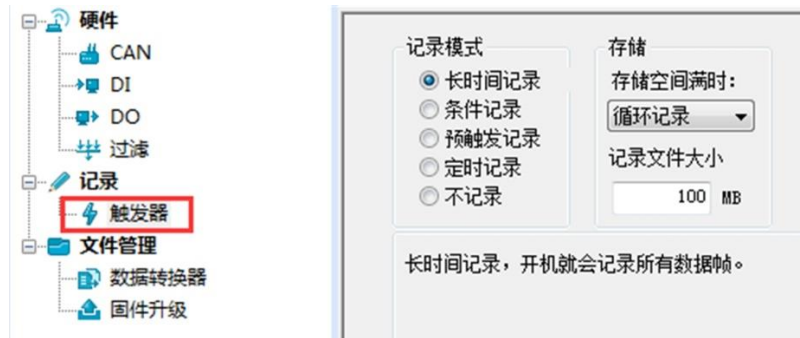 硬件
CAN
DI
DO
过滤
记录
触发器
文件管理
数据转换器
固件升级
记录模式
长时间记录
条件记录
预触发记录
定时记录
不记录
存储
存储空间满时：
循环记录
记录文件大小
100 MB
长时间记录，开机就会记录所有数据帧。